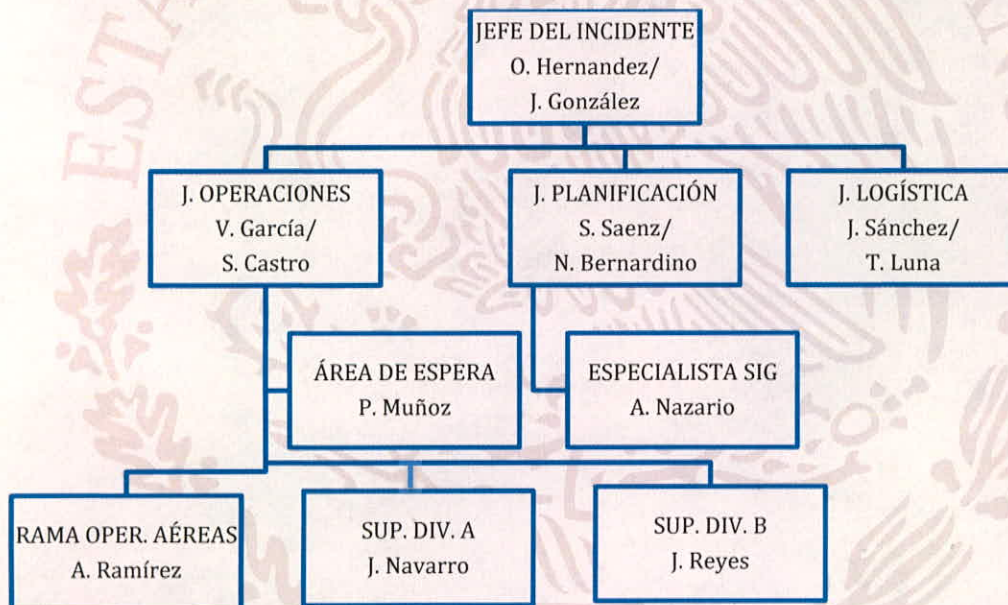 JEFE DEL INCIDENTE
O. Hernandez/
J. González
J. OPERACIONES
V. García/
S. Castro
J. PLANIFICACIÓN
S. Saenz/
N. Bernardino
J. LOGÍSTICA
J. Sánchez/
T. Luna
ÁREA DE ESPERA
P. Muñoz
ESPECIALISTA SIG
A. Nazario
RAMA OPER. AÉREAS
A. Ramírez
SUP. DIV. A
J. Navarro
SUP. DIV. B
J. Reyes